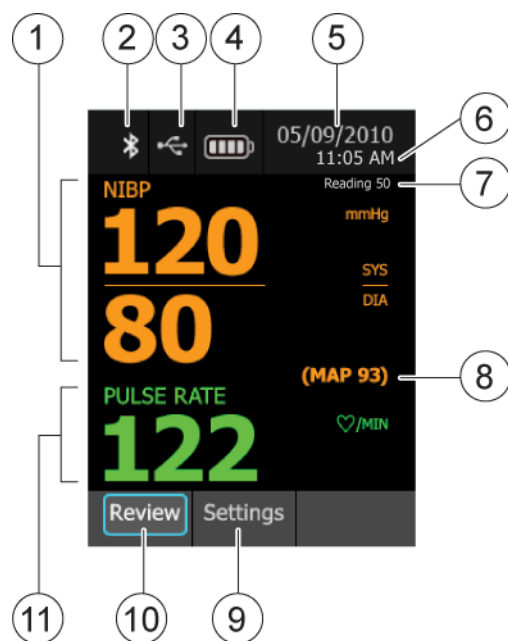 1 2 3 4 5
05/09/2010
11:05 AM 6
Reading 50 7
NIBP
mmHg
120
SYS
80
DIA
(MAP 93) 8
PULSE RATE
122
♡/MIN
Review Settings
11 10 9